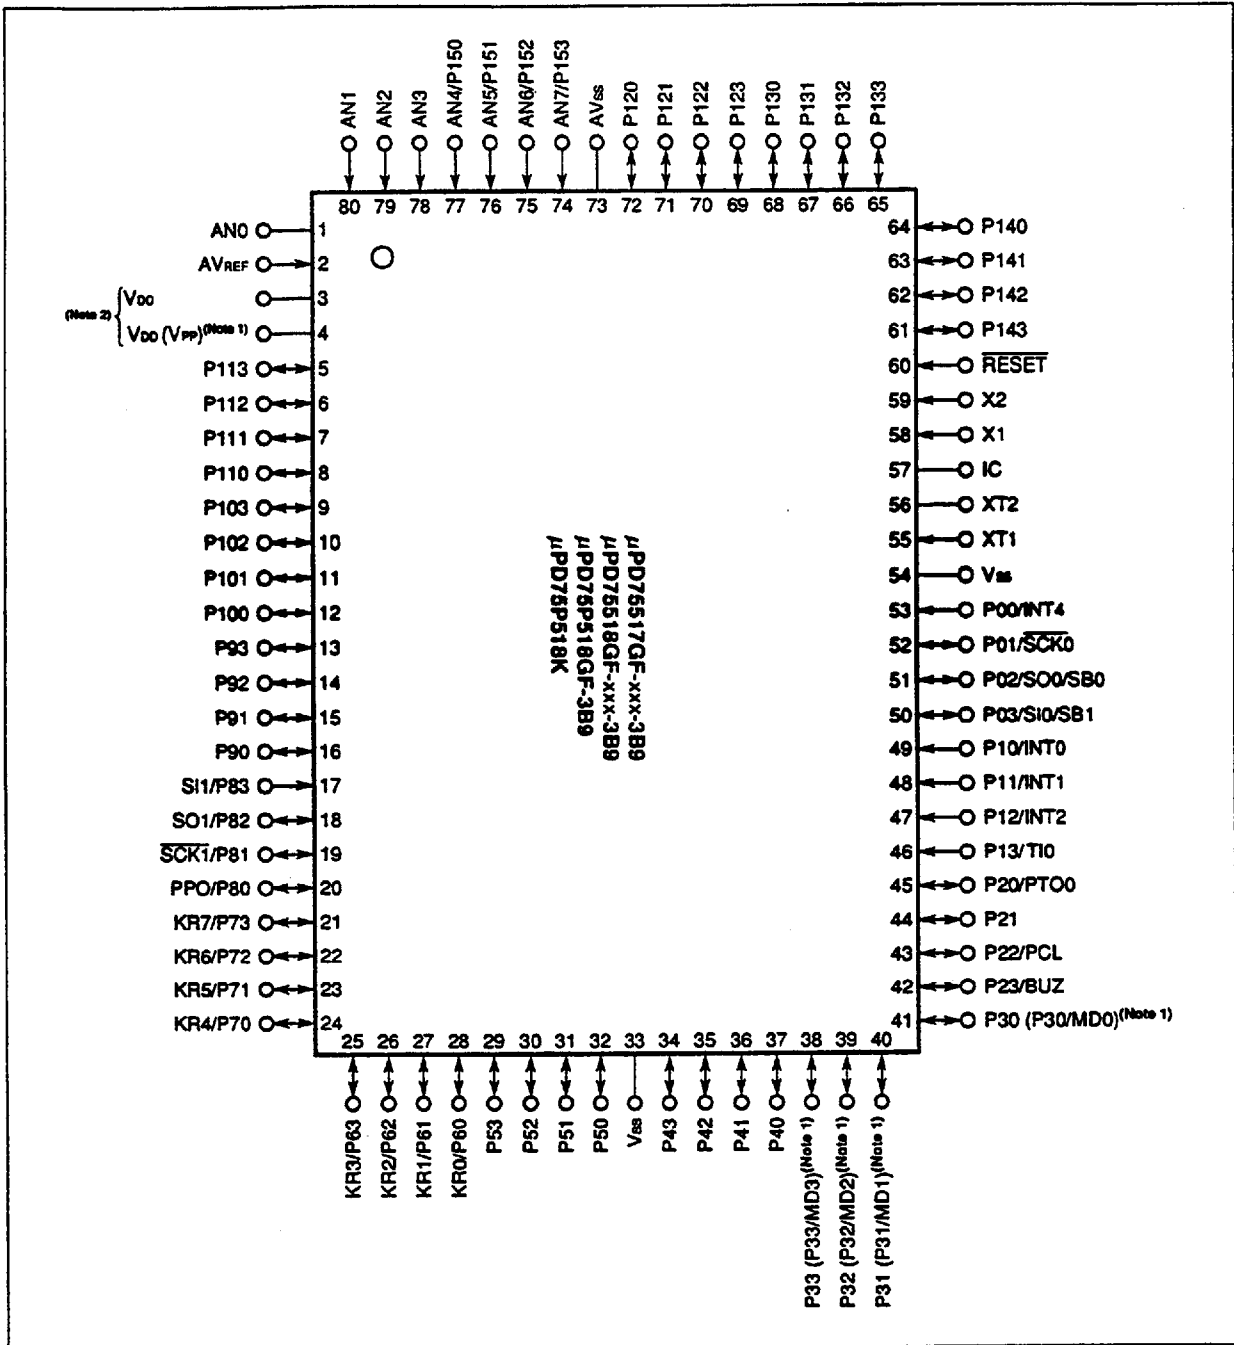 AN1
AN2
AN3
AN4/P150
AN5/P151
AN6/P152
AN7/P153
AVss
P120
P121
P122
P123
P130
P131
P132
P133
80 79 78 77 76 75 74 73 72 71 70 69 68 67 66 65
AN0 1
AVREF 2
(Note 2) VDD 3
VDD (VPP)(Note 1) 4
P113 5
P112 6
P111 7
P110 8
P103 9
P102 10
P101 11
P100 12
P93 13
P92 14
P91 15
P90 16
SI1/P83 17
SO1/P82 18
S̅C̅K̅1̅/P81 19
PPO/P80 20
KR7/P73 21
KR6/P72 22
KR5/P71 23
KR4/P70 24
64 P140
63 P141
62 P142
61 P143
60 R̅E̅S̅E̅T̅
59 X2
58 X1
57 IC
56 XT2
55 XT1
54 Vss
53 P00/INT4
52 P01/S̅C̅K̅0̅
51 P02/SO0/SB0
50 P03/SI0/SB1
49 P10/INT0
48 P11/INT1
47 P12/INT2
46 P13/TI0
45 P20/PTO0
44 P21
43 P22/PCL
42 P23/BUZ
41 P30 (P30/MD0)(Note 1)
μPD75517GF-xxx-3B9
μPD75518GF-xxx-3B9
μPD75P518GF-3B9
μPD75P518K
25 26 27 28 29 30 31 32 33 34 35 36 37 38 39 40
KR3/P63
KR2/P62
KR1/P61
KR0/P60
P53
P52
P51
P50
Vss
P43
P42
P41
P40
P33 (P33/MD3)(Note 1)
P32 (P32/MD2)(Note 1)
P31 (P31/MD1)(Note 1)